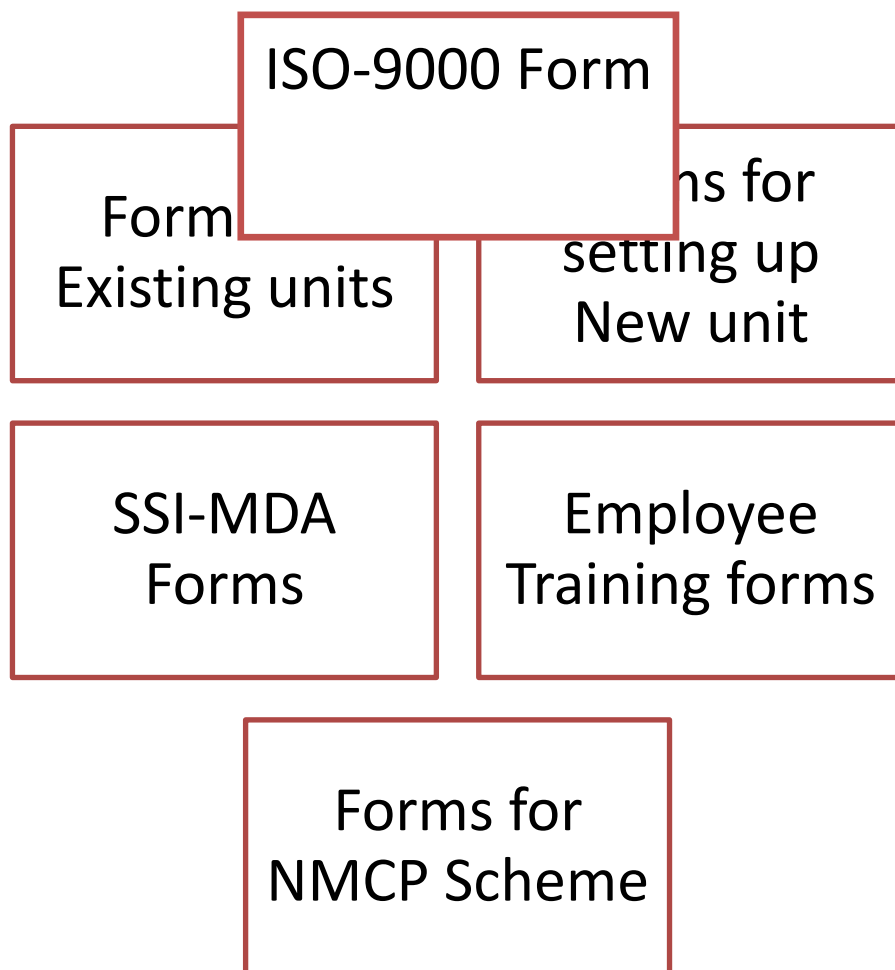 ISO-9000 Form
Form
Existing units
for
setting up
New unit
SSI-MDA
Forms
Employee
Training forms
Forms for
NMCP Scheme